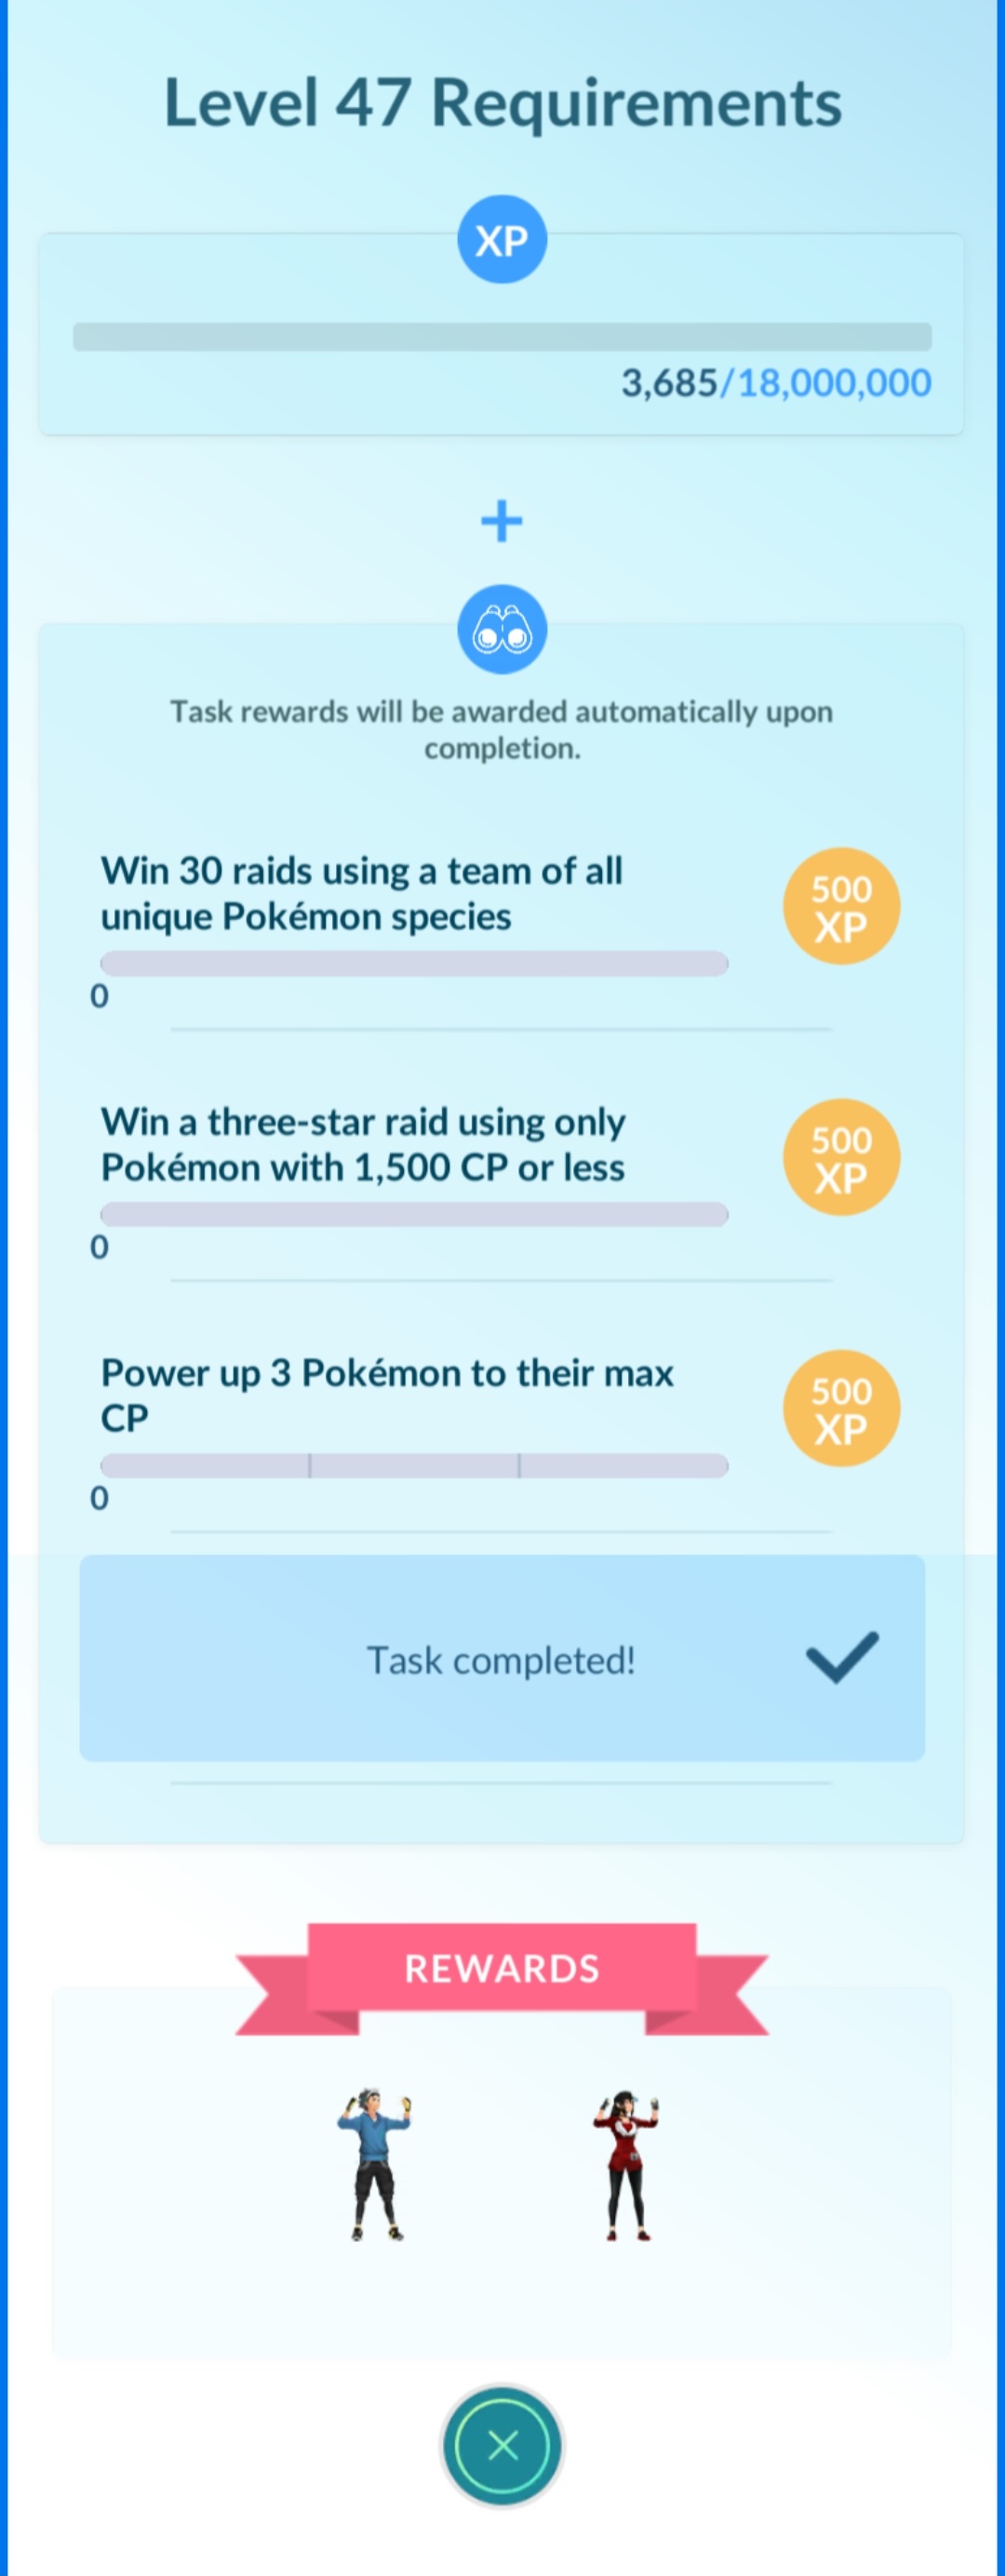 Level 47 Requirements
XP
3,685/18,000,000
+
Task rewards will be awarded automatically upon
completion.
Win 30 raids using a team of all
unique Pokémon species
500
XP
0
Win a three-star raid using only
Pokémon with 1,500 CP or less
500
XP
0
Power up 3 Pokémon to their max
CP
500
XP
0
Task completed!
REWARDS